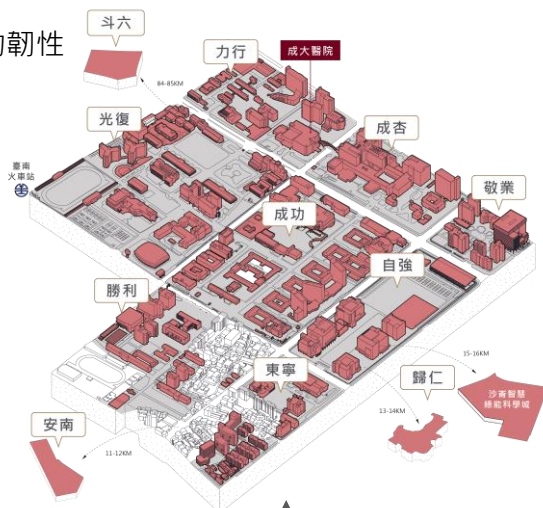 韌性
斗六
力行
成大醫院
84-85KM
光復
成杏
臺南
火車站
敬業
成功
自強
勝利
15-16KM
東寧
歸仁
沙崙智慧
綠能科學城
13-14KM
安南
11-12KM